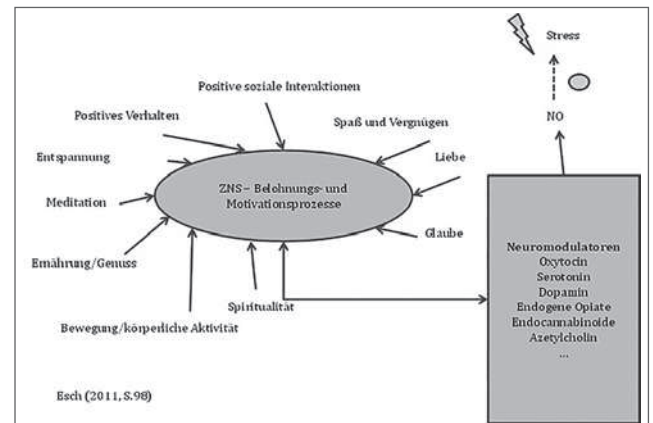 Stress
Positive soziale Interaktionen
Positives Verhalten
Spaß und Vergnügen
NO
Entspannung
Liebe
ZNS – Belohnungs- und
Motivationsprozesse
Meditation
Glaube
Ernährung/Genuss
Spiritualität
Bewegung/körperliche Aktivität
Neuromodulatoren
Oxytocin
Serotonin
Dopamin
Endogene Opiate
Endocannabinoide
Azetylcholin
...
Esch (2011, S.98)